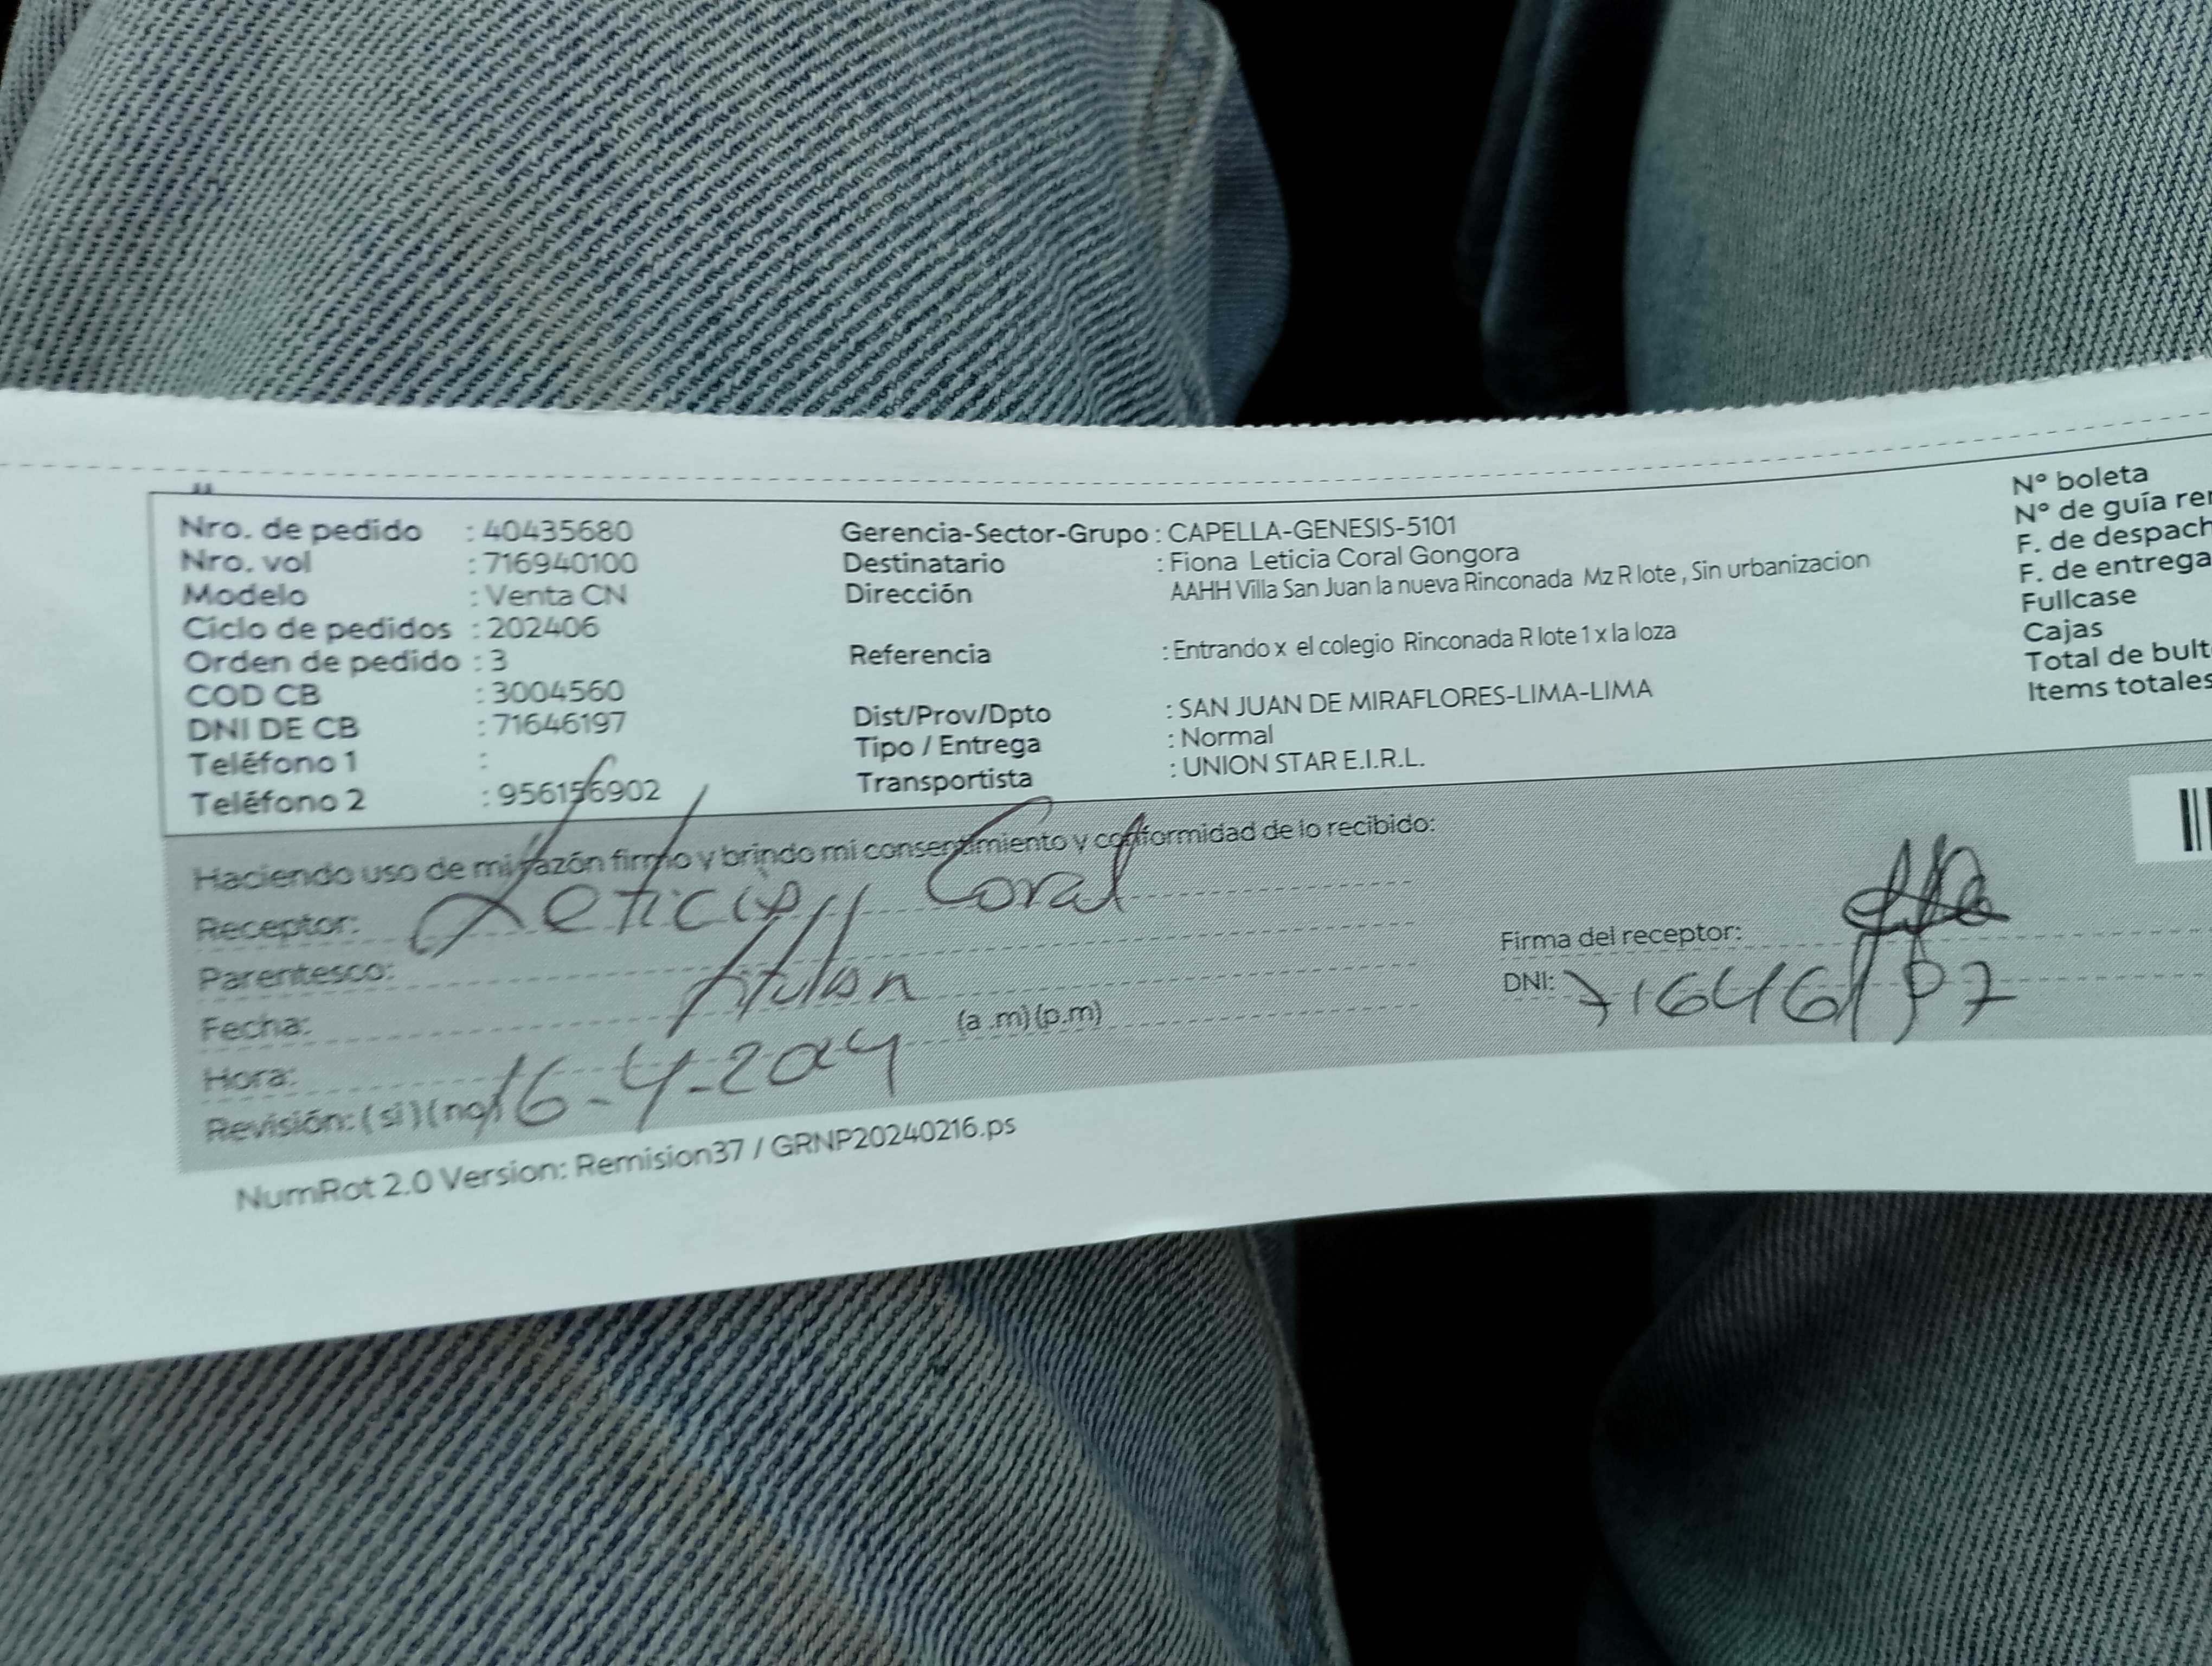 Nro. de pedido : 40435680
Nro. vol : 716940100
Modelo : Venta CN
Ciclo de pedidos : 202406
Orden de pedido : 3
COD CB : 3004560
DNI DE CB : 71646197
Teléfono 1 :
Teléfono 2 : 956156902
Gerencia-Sector-Grupo : CAPELLA-GENESIS-5101
Destinatario : Fiona Leticia Coral Gongora
Dirección AAHH Villa San Juan la nueva Rinconada Mz R lote , Sin urbanizacion
Referencia : Entrando x el colegio Rinconada R lote 1 x la loza
Dist/Prov/Dpto : SAN JUAN DE MIRAFLORES-LIMA-LIMA
Tipo / Entrega : Normal
Transportista : UNION STAR E.I.R.L.
Nº boleta
Nº de guía
F. de
F. de
Fullcase
Cajas
Total de
Items totales
Haciendo uso de mi razón firmo y brindo mi consentimiento y conformidad de lo recibido:
Receptor: Leticia Coral
Parentesco: titular
Fecha: (a .m) (p.m)
Hora: 16-4-2024
Revisión: ( si ) ( no )
Firma del receptor:
DNI: 71646197
NumRot 2.0 Version: Remision37 / GRNP20240216.ps